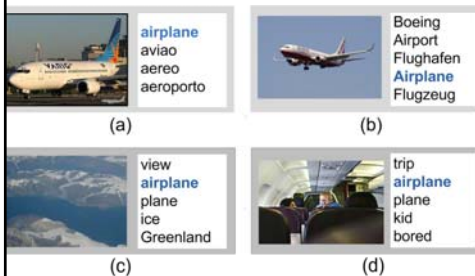 airplane
aviao
aereo
aeroporto
(a)
Boeing
Airport
Flughafen
Airplane
Flugzeug
(b)
view
airplane
plane
ice
Greenland
(c)
trip
airplane
plane
kid
bored
(d)